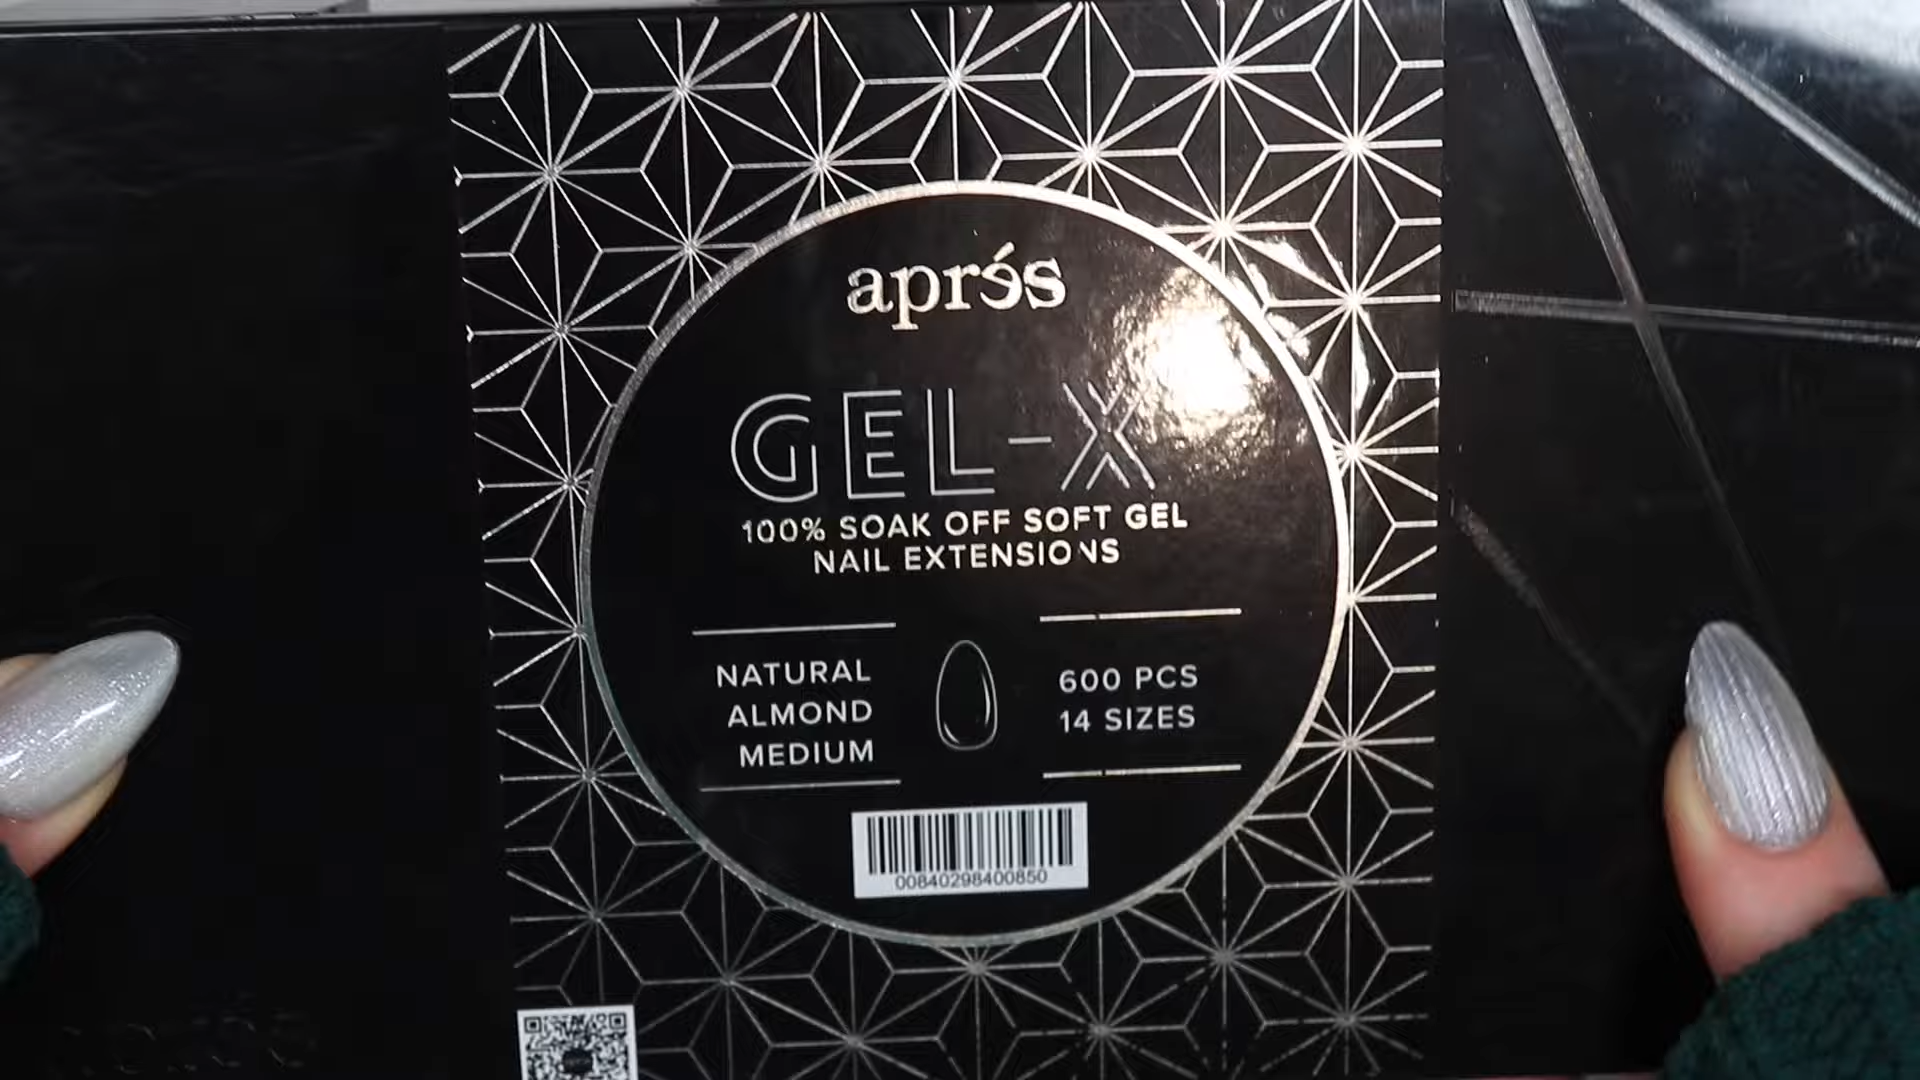 aprés
GEL-X
100% SOAK OFF SOFT GEL
NAIL EXTENSIONS
NATURAL
ALMOND
MEDIUM
600 PCS
14 SIZES
00840298400850